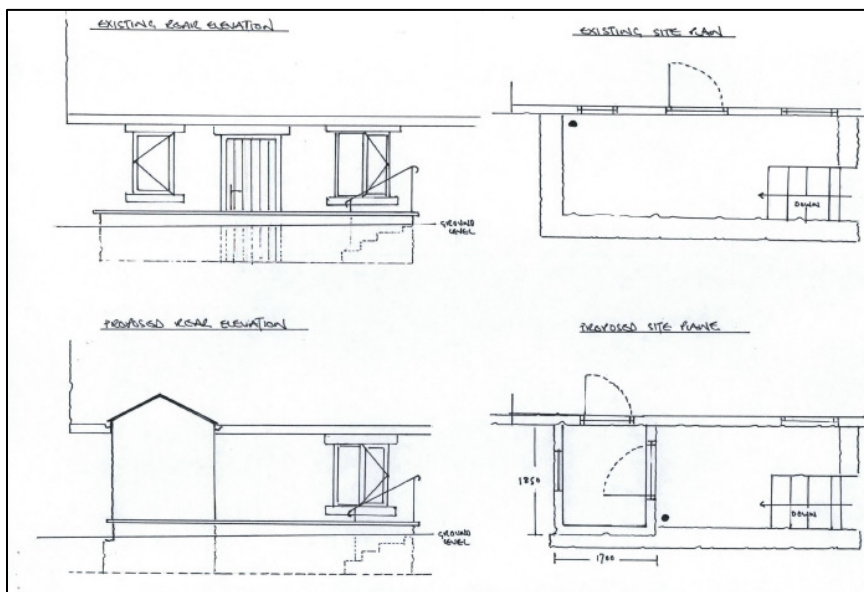 EXISTING REAR ELEVATION
EXISTING SITE PLAIN
GROUND
LEVEL
DOWN
PROPOSED REAR ELEVATION
PROPOSED SITE PLANE
GROUND
LEVEL
1850
DOWN
1700